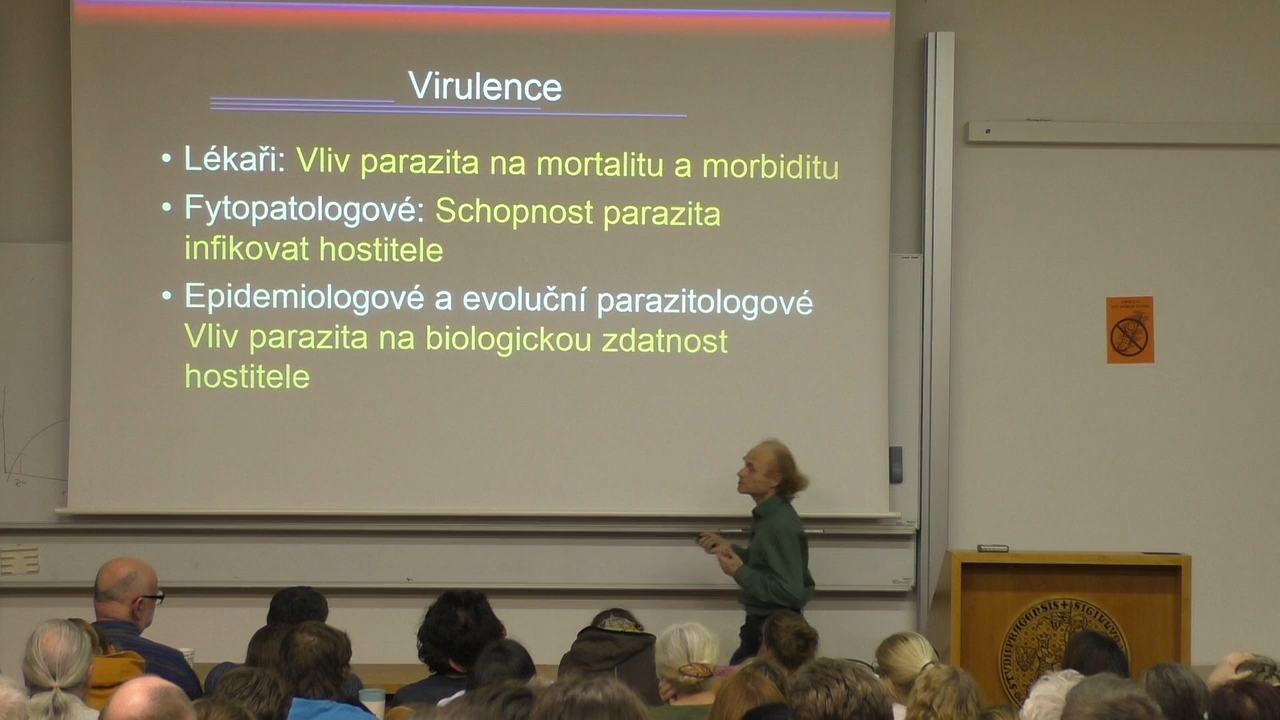 Virulence
• Lékaři: Vliv parazita na mortalitu a morbiditu
• Fytopatologové: Schopnost parazita
infikovat hostitele
• Epidemiologové a evoluční parazitologové
Vliv parazita na biologickou zdatnost
hostitele